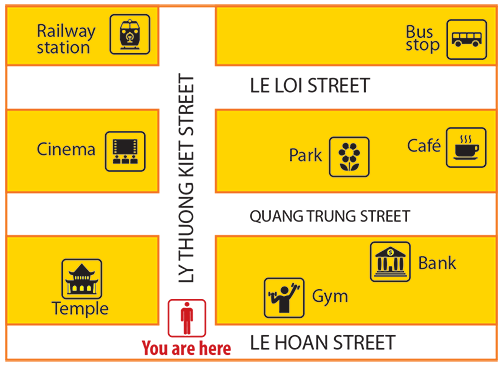 Railway
station
Bus
stop
LE LOI STREET
LY THUONG KIET STREET
Cinema
Park
Café
QUANG TRUNG STREET
Temple
Bank
Gym
You are here
LE HOAN STREET